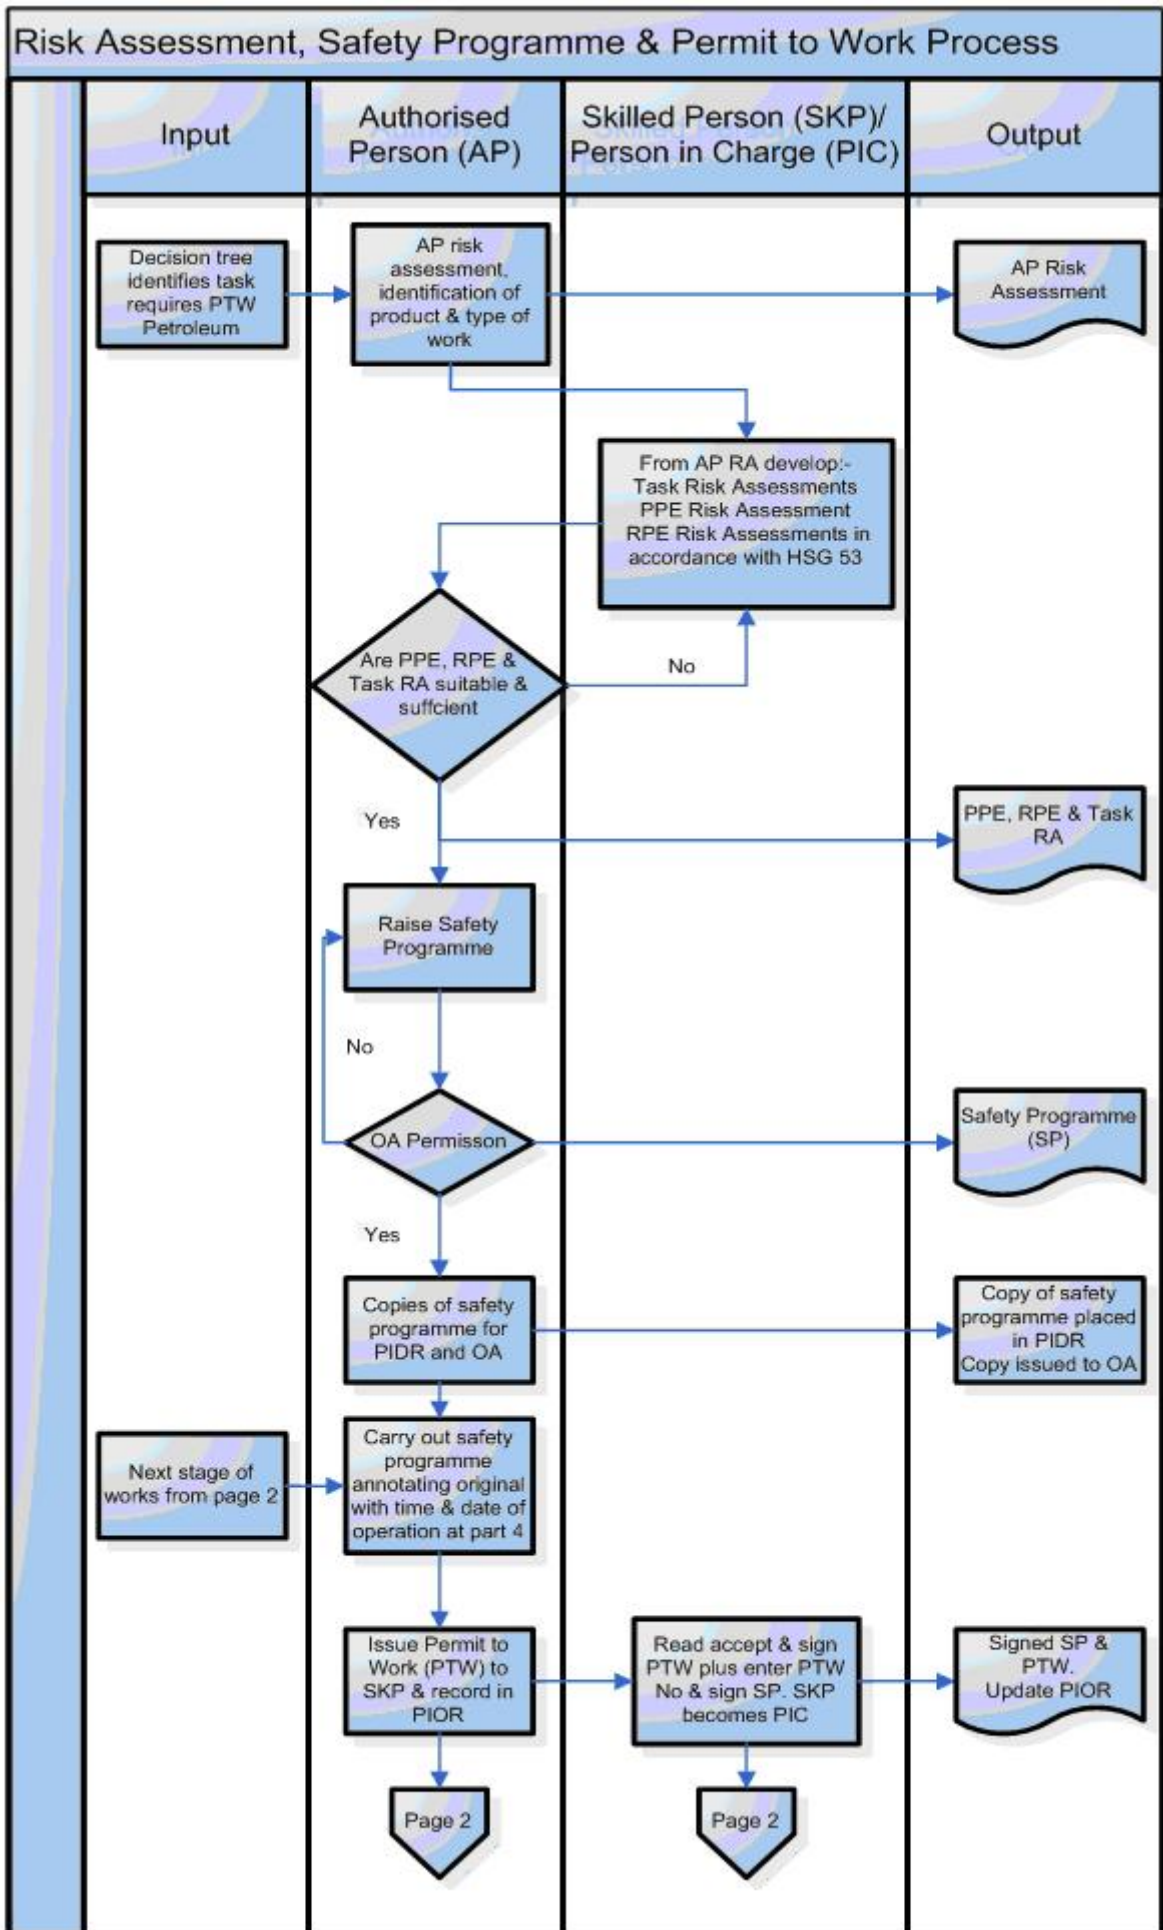 Risk Assessment, Safety Programme & Permit to Work Process
Input
Authorised
Person (AP)
Skilled Person (SKP)/
Person in Charge (PIC)
Output
Decision tree
identifies task
requires PTW
Petroleum
AP risk
assessment,
identification of
product & type of
work
AP Risk
Assessment
From AP RA develop:-
Task Risk Assessments
PPE Risk Assessment
RPE Risk Assessments in
accordance with HSG 53
Are PPE, RPE &
Task RA suitable &
suffcient
No
Yes
PPE, RPE & Task
RA
Raise Safety
Programme
No
OA Permisson
Safety Programme
(SP)
Yes
Copies of safety
programme for
PIDR and OA
Copy of safety
programme placed
in PIDR
Copy issued to OA
Next stage of
works from page 2
Carry out safety
programme
annotating original
with time & date of
operation at part 4
Issue Permit to
Work (PTW) to
SKP & record in
PIOR
Read accept & sign
PTW plus enter PTW
No & sign SP. SKP
becomes PIC
Signed SP &
PTW.
Update PIOR
Page 2
Page 2